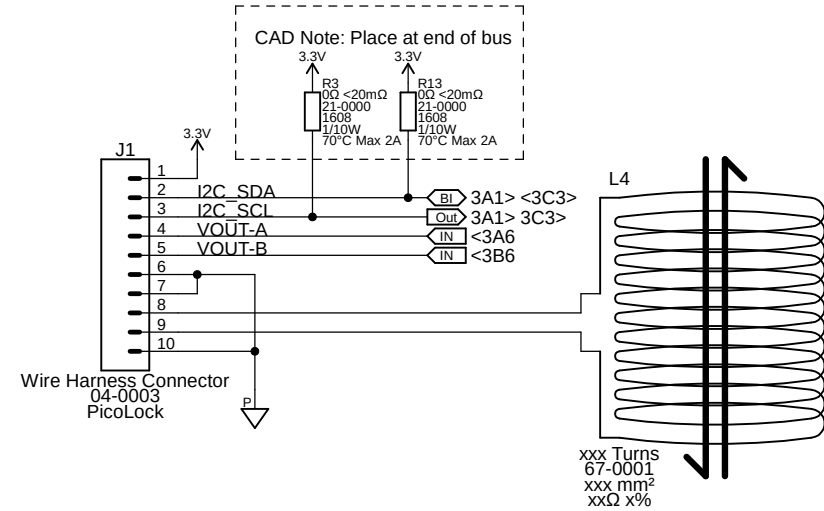 CAD Note: Place at end of bus
3.3V
3.3V
R3
0Ω <20mΩ
21-0000
1608
1/10W
70°C Max 2A
R13
0Ω <20mΩ
21-0000
1608
1/10W
70°C Max 2A
3.3V
J1
1
2 I2C_SDA BI 3A1> <3C3>
3 I2C_SCL Out 3A1> 3C3>
4 VOUT-A IN <3A6
5 VOUT-B IN <3B6
6
7
8
9
10
Wire Harness Connector
04-0003
PicoLock
P
L4
xxx Turns
67-0001
xxx mm²
xxΩ x%